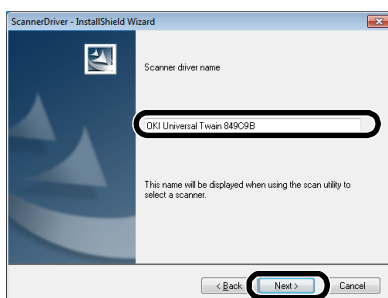 ScannerDriver - InstallShield Wizard
Scanner driver name
OKI Universal Twain 849C9B
This name will be displayed when using the scan utility to
select a scanner.
< Back
Next >
Cancel